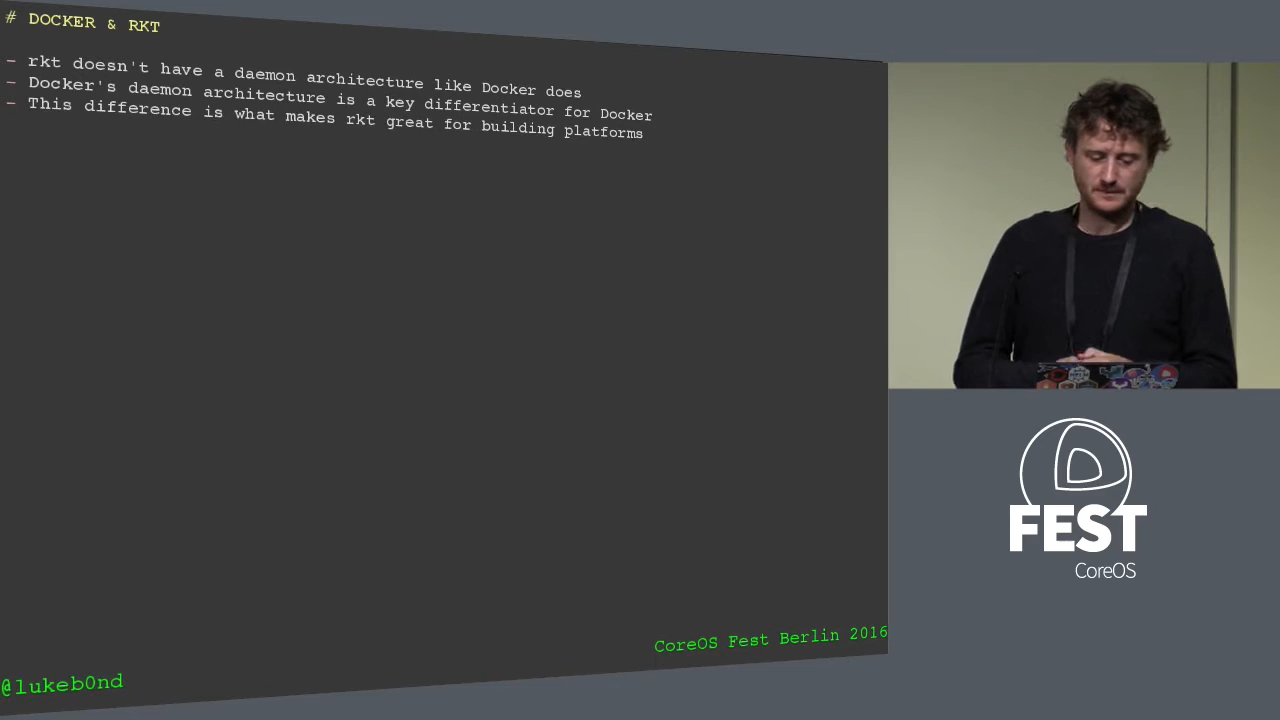 # DOCKER & RKT
- rkt doesn't have a daemon architecture like Docker does
- Docker's daemon architecture is a key differentiator for Docker
- This difference is what makes rkt great for building platforms
CoreOS Fest Berlin 2016
@lukeb0nd
FEST
CoreOS